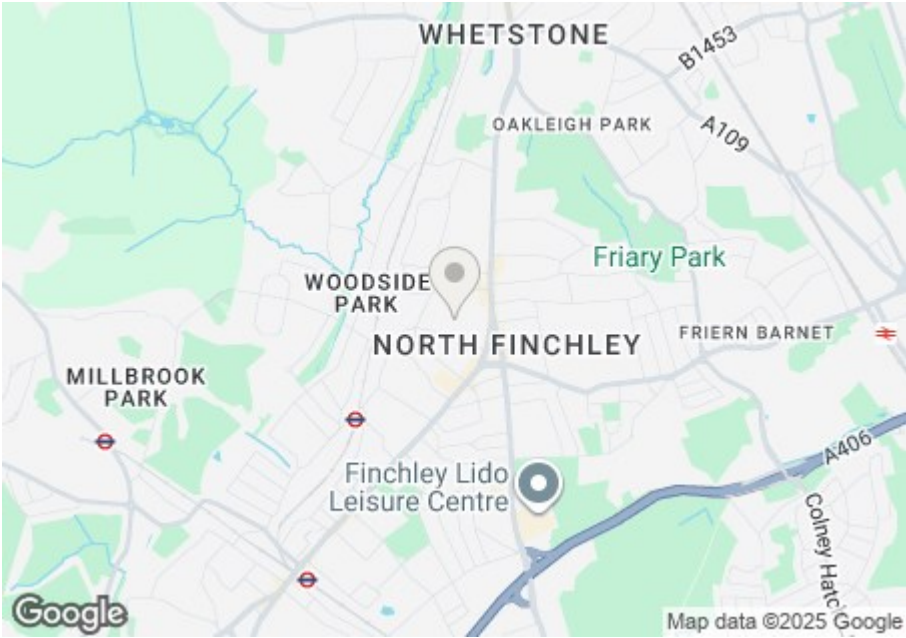 WHETSTONE
B1453
OAKLEIGH PARK
A109
Friary Park
WOODSIDE
PARK
NORTH FINCHLEY
FRIERN BARNET
MILLBROOK
PARK
A406
Finchley Lido
Leisure Centre
Colney Hatc
Google
Map data ©2025 Google